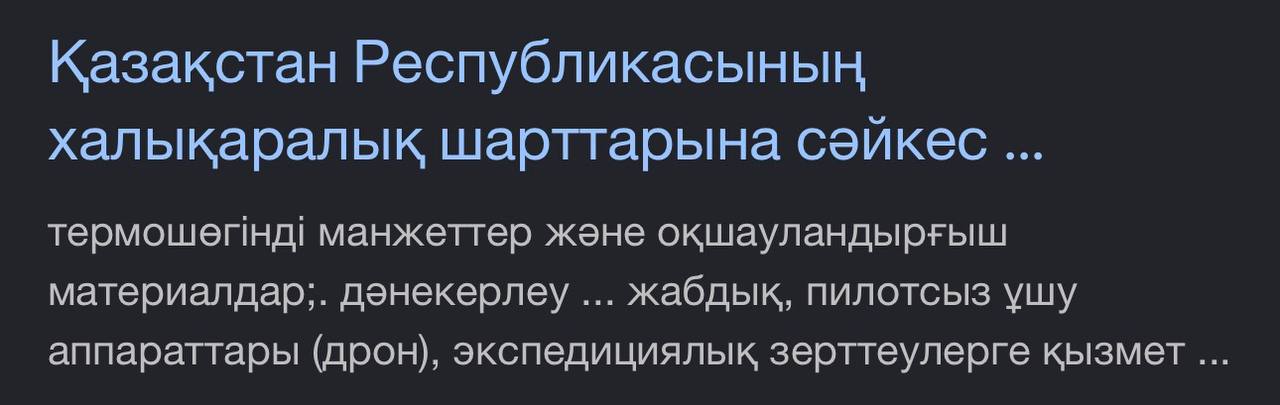 Қазақстан Республикасының
халықаралық шарттарына сәйкес ...
термошөгінді манжеттер және оқшауландырғыш
материалдар;. дәнекерлеу ... жабдық, пилотсыз ұшу
аппараттары (дрон), экспедициялық зерттеулерге қызмет ...